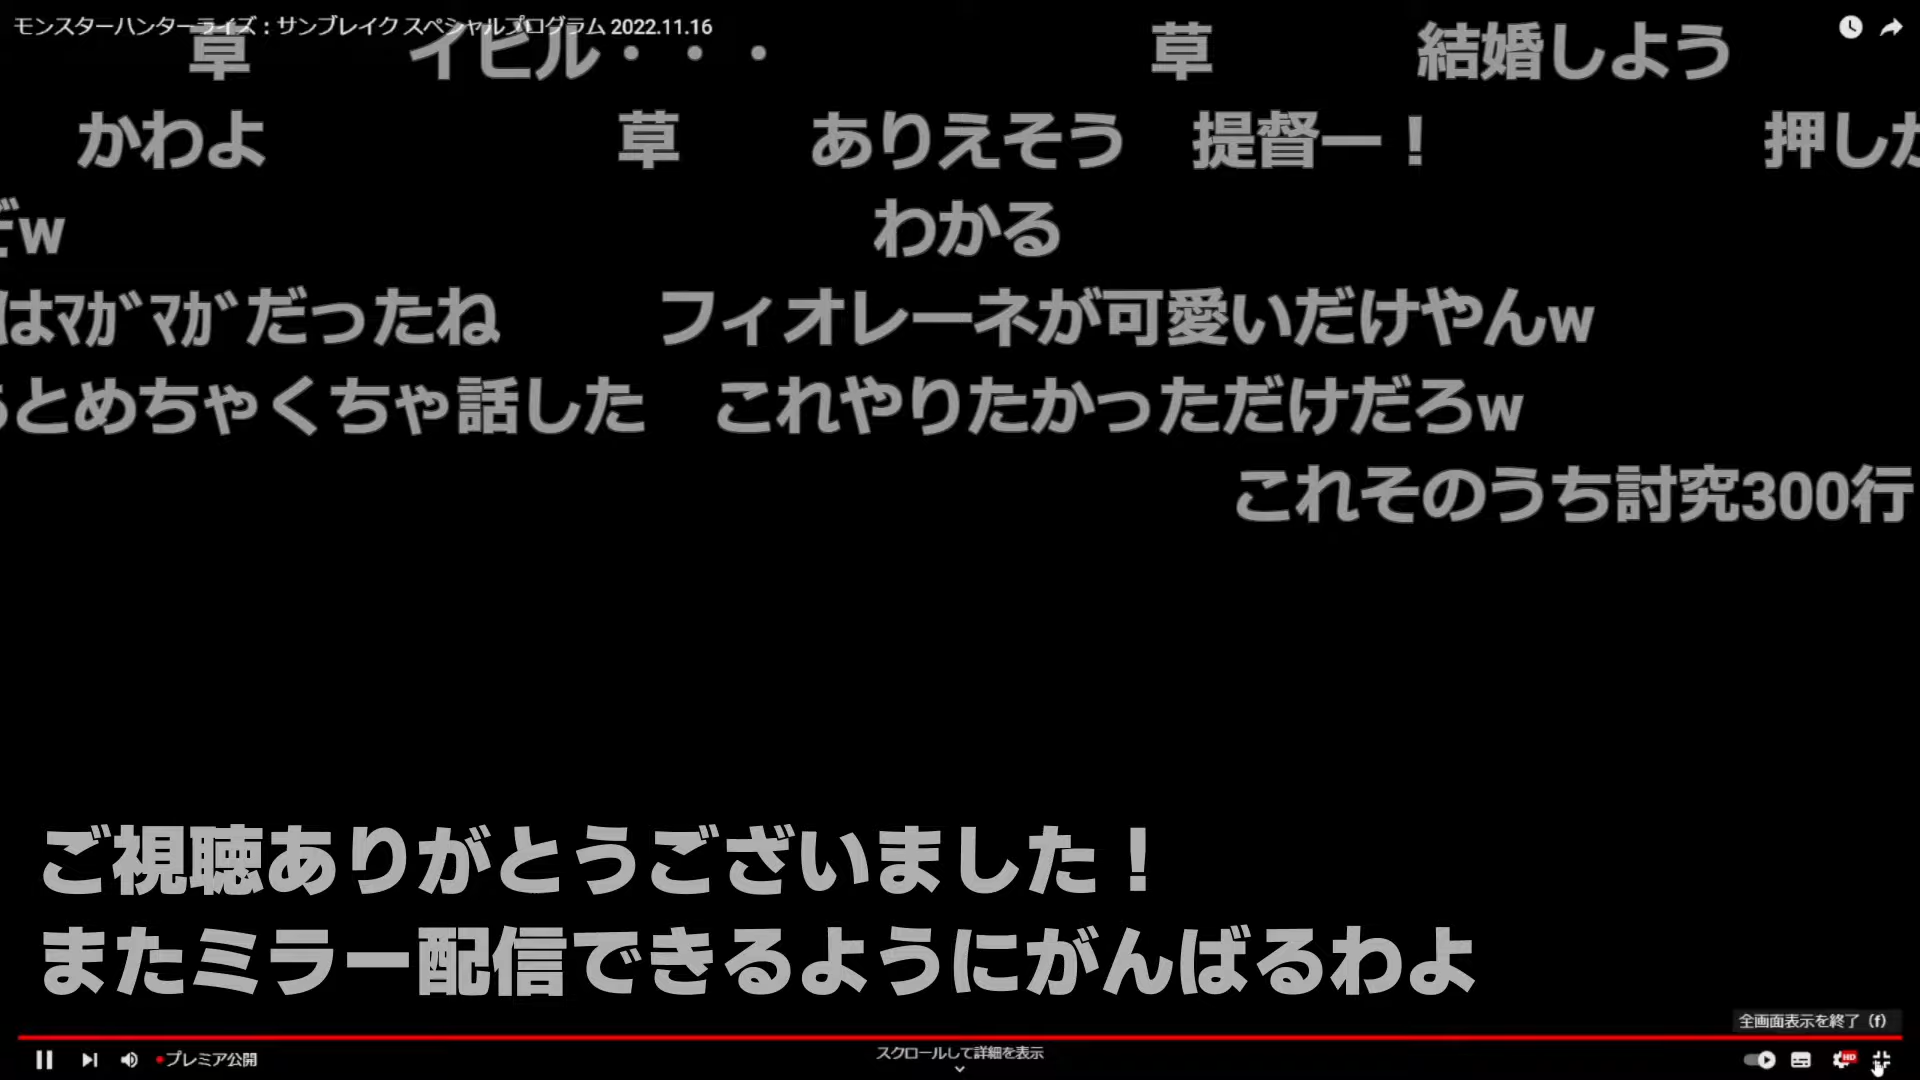 モンスターハンターライズ：サンブレイク スペシャルプログラム 2022.11.16
草 イビル・・・ 草 結婚しよう
かわよ 草 ありえそう 提督ー！ 押し
ぞw わかる
はﾏｶﾞﾏｶﾞだったね フィオレーネが可愛いだけやんw
あとめちゃくちゃ話した これやりたかっただけだろw
これそのうち討究300行
ご視聴ありがとうございました！
またミラー配信できるようにがんばるわよ
全画面表示を終了（f）
プレミア公開 スクロールして詳細を表示 HD